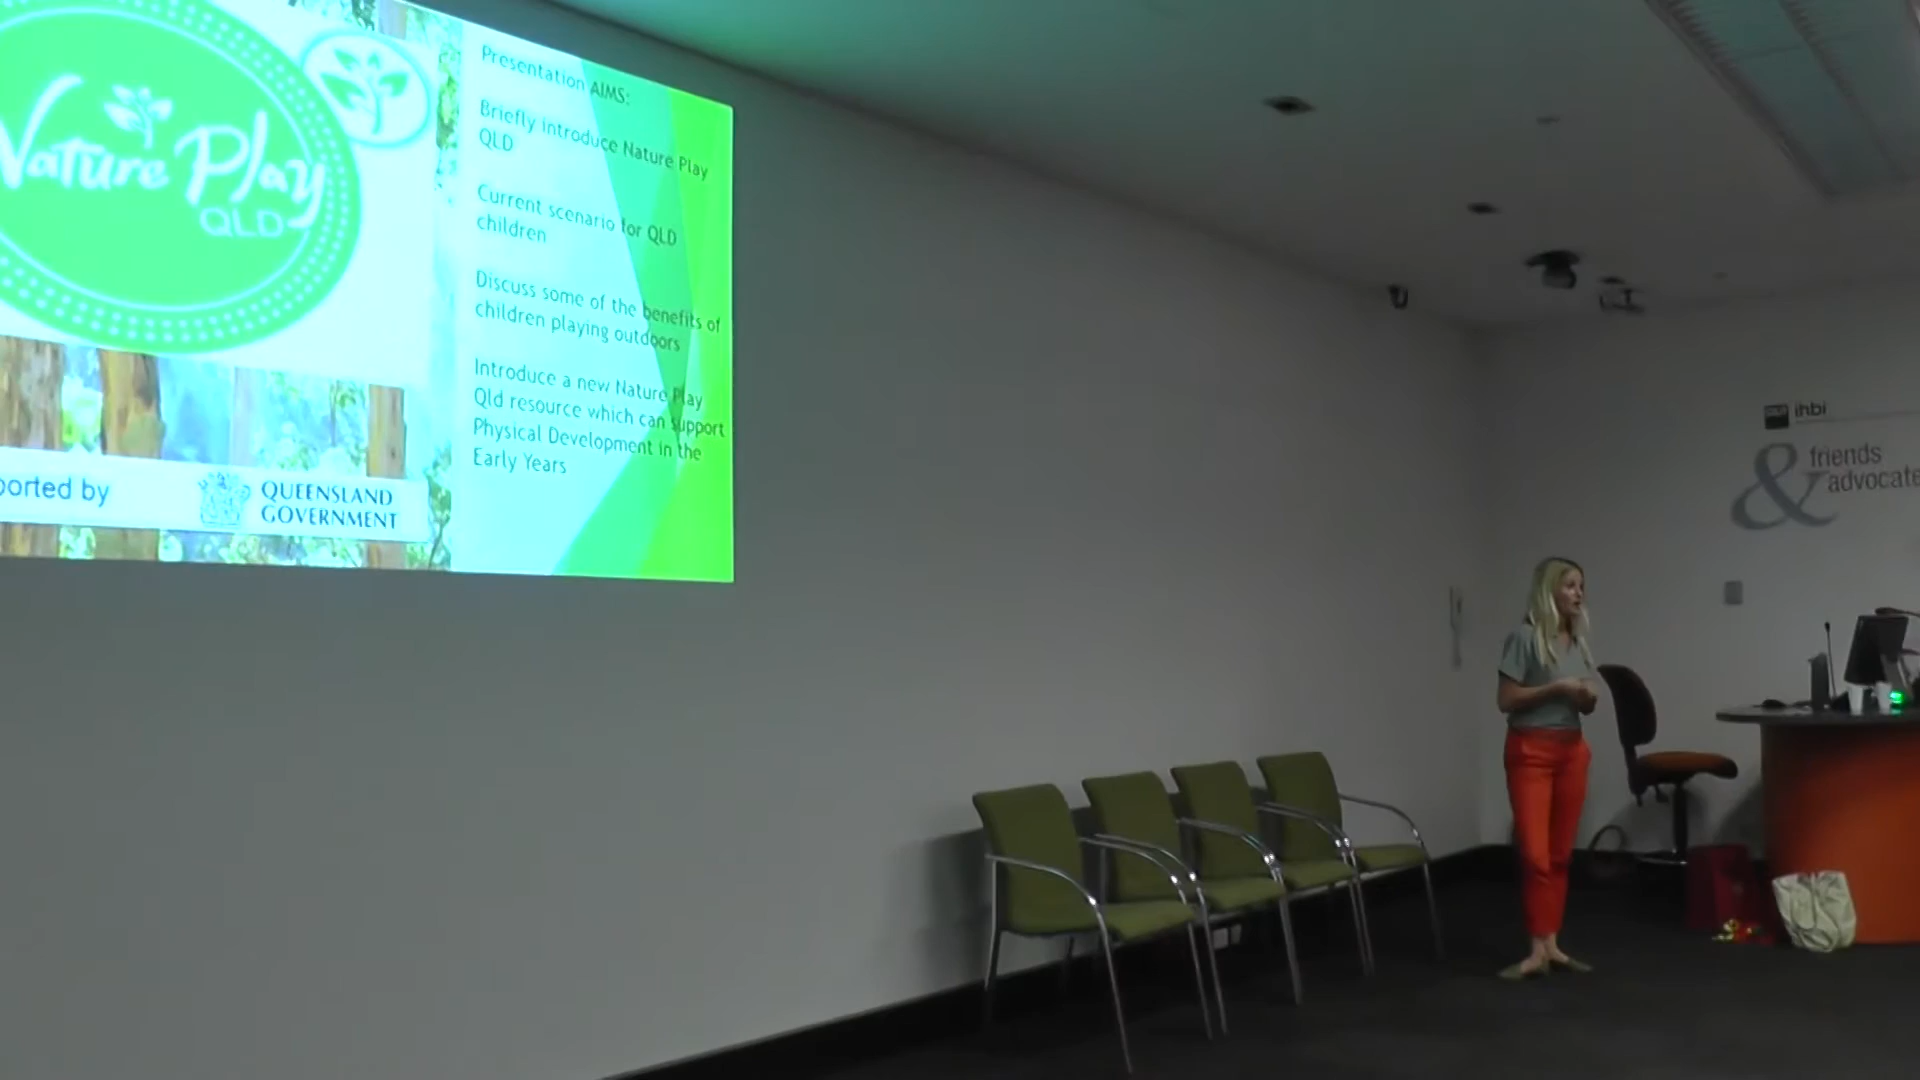 Nature Play
QLD
ported by
QUEENSLAND
GOVERNMENT
Presentation AIMS:
Briefly introduce Nature Play
QLD
Current scenario for QLD
children
Discuss some of the benefits of
children playing outdoors
Introduce a new Nature Play
Qld resource which can support
Physical Development in the
Early Years
ihbi
friends
& advocate